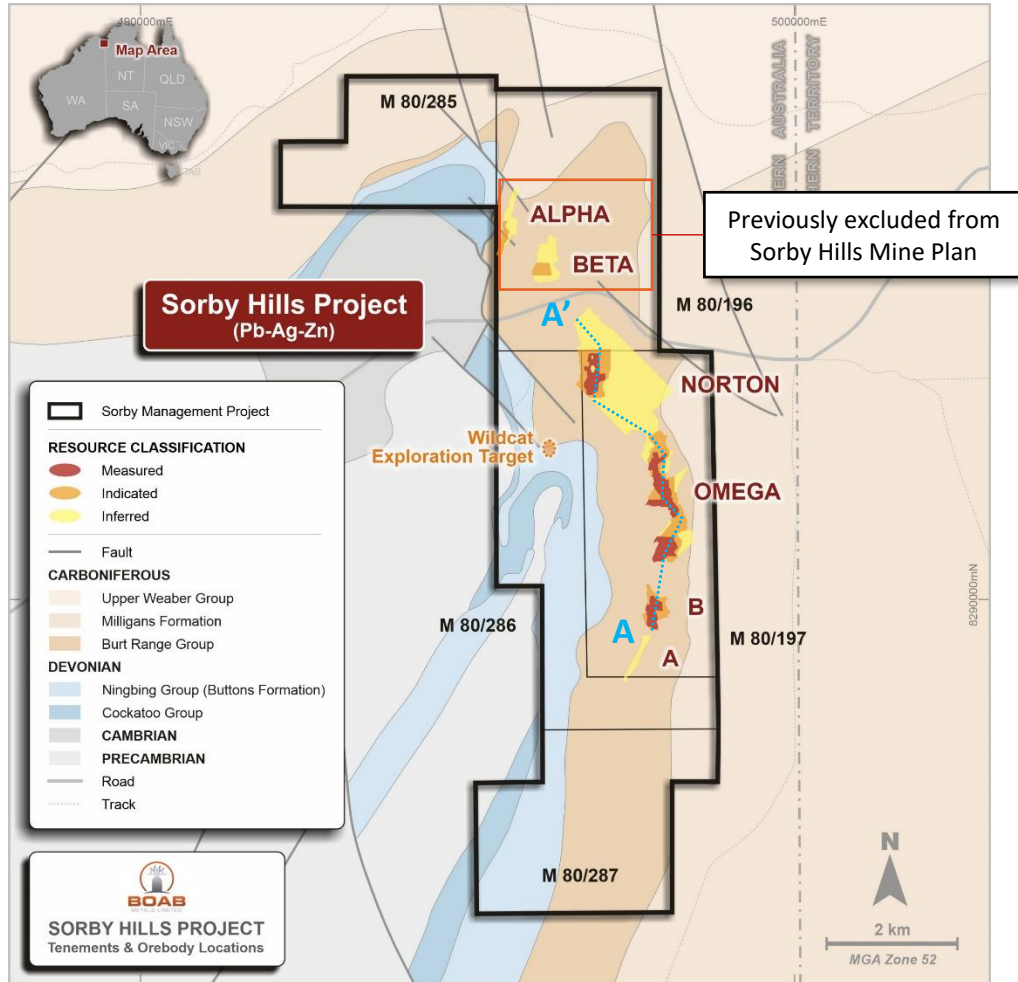 490000mE
500000mE
Map Area
NT
QLD
WA
SA
NSW
VIC
TAS
M 80/285
AUSTRALIA
TERRITORY
ALPHA
BETA
Previously excluded from
Sorby Hills Mine Plan
Sorby Hills Project
(Pb-Ag-Zn)
A’
M 80/196
NORTON
Wildcat
Exploration Target
OMEGA
8290000mN
M 80/286
B
A
A
M 80/197
M 80/287
Sorby Management Project
RESOURCE CLASSIFICATION
Measured
Indicated
Inferred
Fault
CARBONIFEROUS
Upper Weaber Group
Milligans Formation
Burt Range Group
DEVONIAN
Ningbing Group (Buttons Formation)
Cockatoo Group
CAMBRIAN
PRECAMBRIAN
Road
Track
BOAB
METALS LIMITED
SORBY HILLS PROJECT
Tenements & Orebody Locations
N
2 km
MGA Zone 52